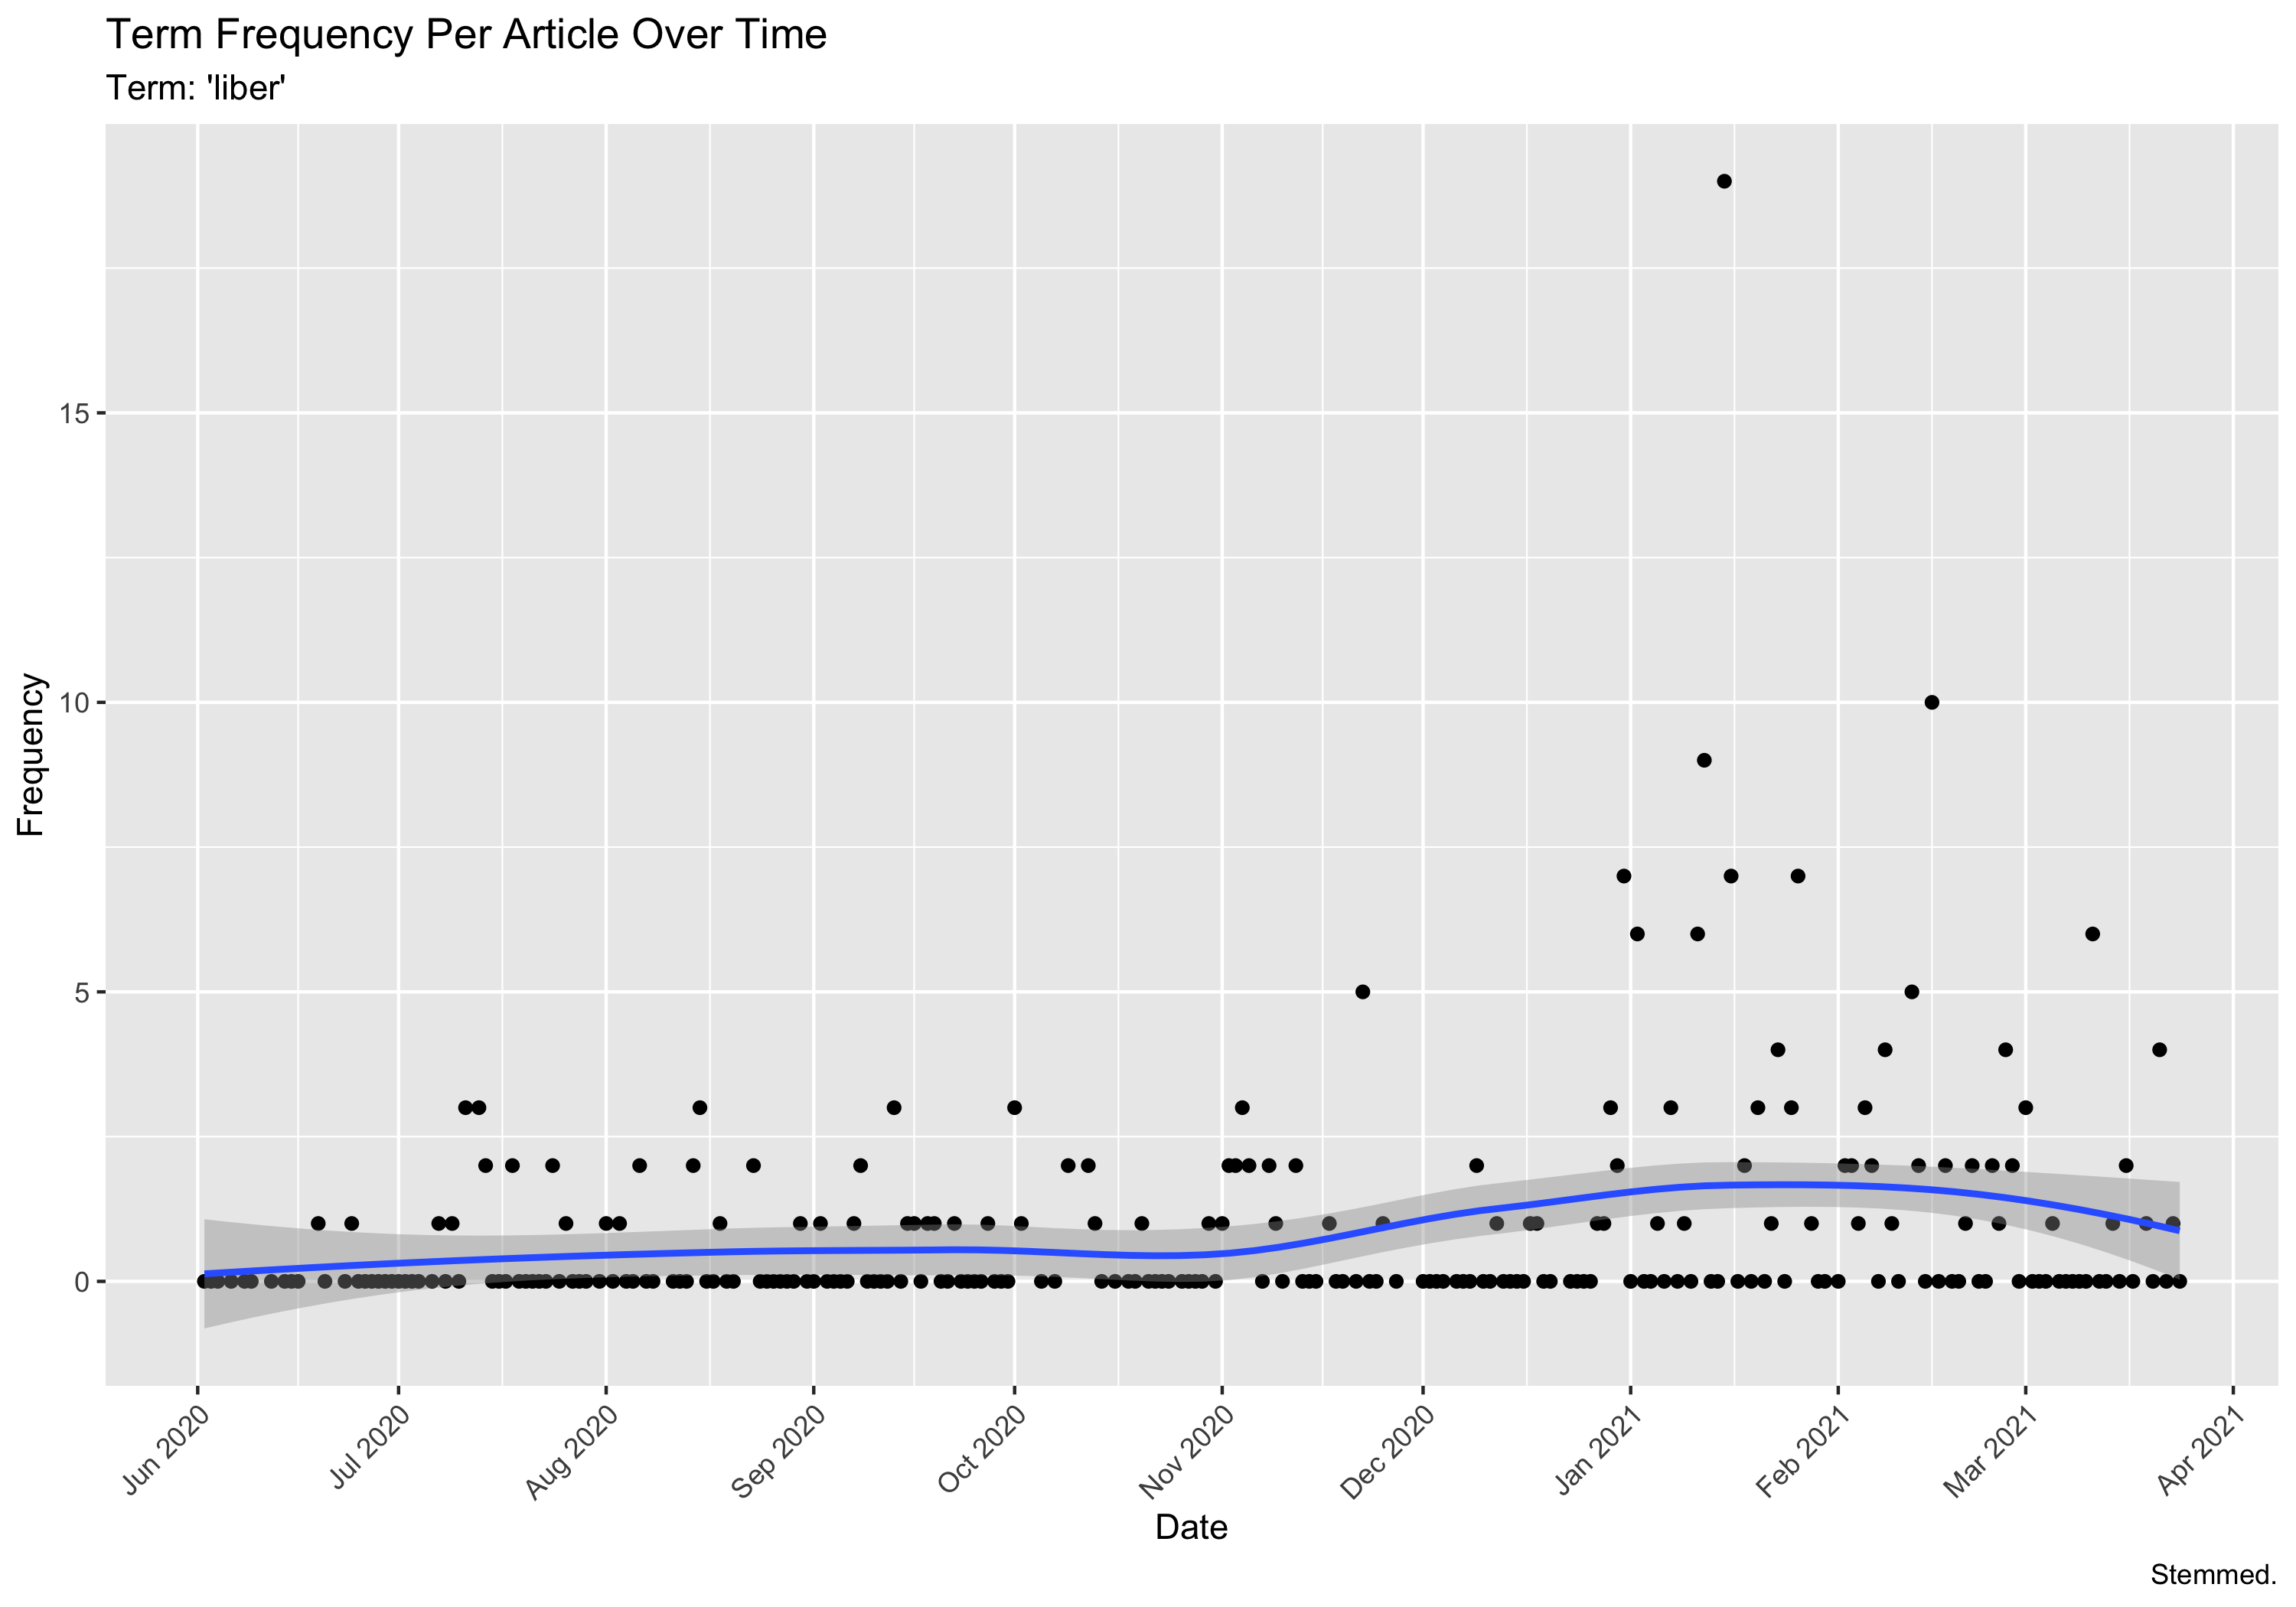 Term Frequency Per Article Over Time
Term: 'liber'
Frequency
15
10
5
0
Jun 2020
Jul 2020
Aug 2020
Sep 2020
Oct 2020
Nov 2020
Dec 2020
Jan 2021
Feb 2021
Mar 2021
Apr 2021
Date
Stemmed.